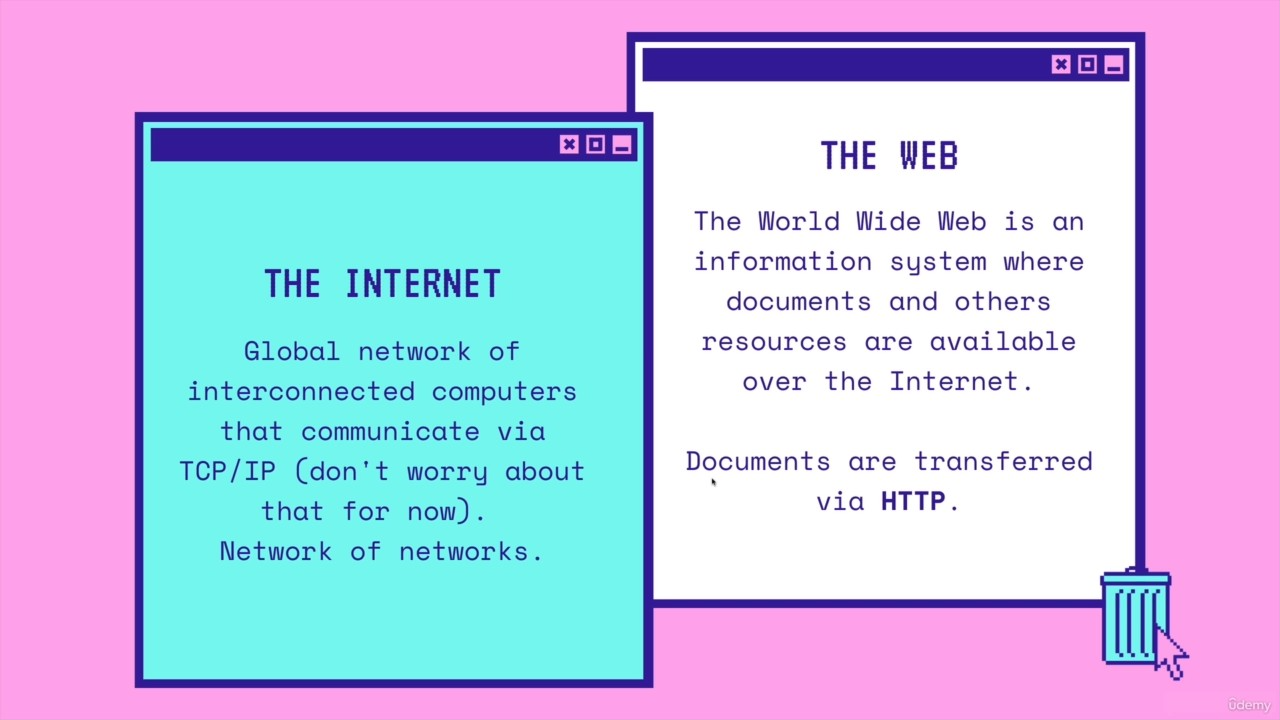 THE INTERNET
Global network of
interconnected computers
that communicate via
TCP/IP (don't worry about
that for now).
Network of networks.
THE WEB
The World Wide Web is an
information system where
documents and others
resources are available
over the Internet.
Documents are transferred
via HTTP.
ûdemy